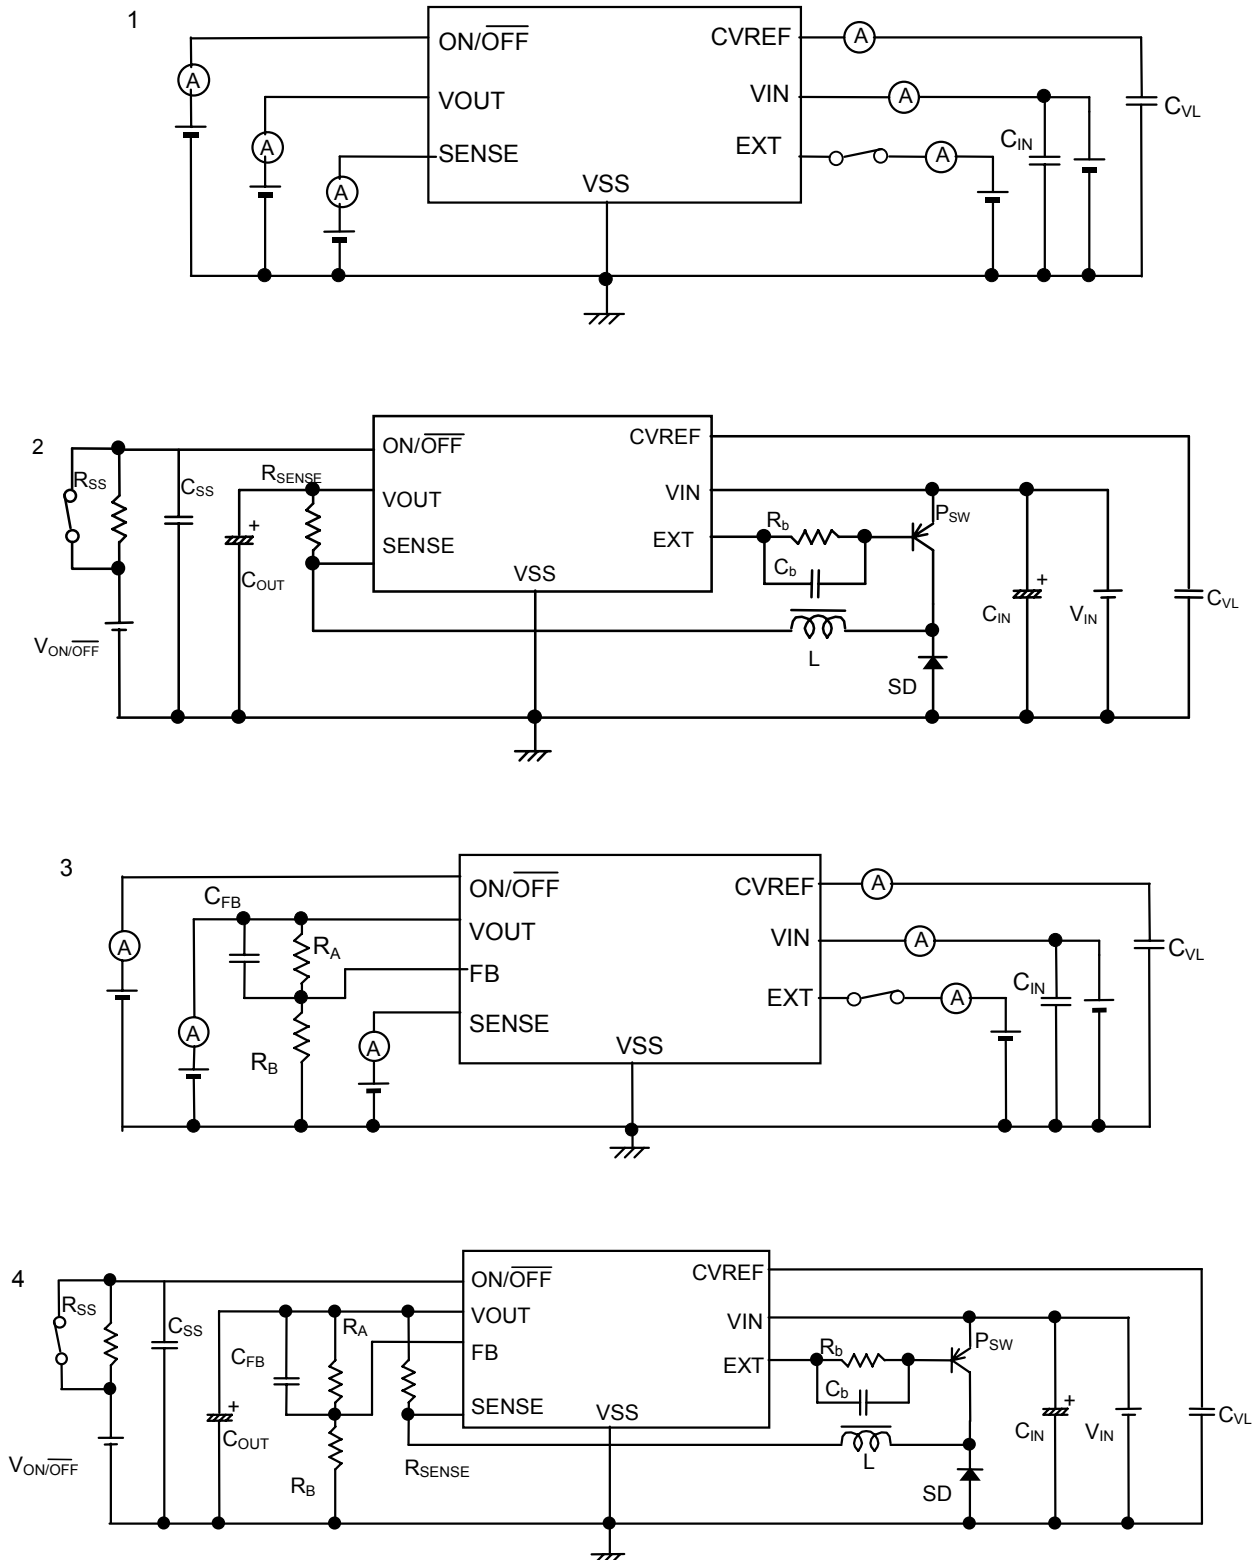 1
ON/OFF
CVREF
A
A
VOUT
VIN
A
CVL
A
SENSE
EXT
A
CIN
A
VSS
2
ON/OFF
CVREF
RSS
CSS
RSENSE
VOUT
VIN
PSW
Rb
SENSE
EXT
Cb
COUT
VSS
CIN
VIN
CVL
VON/OFF
L
SD
3
ON/OFF
CVREF
A
CFB
VOUT
A
RA
VIN
A
CVL
FB
EXT
A
CIN
A
SENSE
A
RB
VSS
4
ON/OFF
CVREF
RSS
CSS
RA
VOUT
VIN
PSW
CFB
FB
EXT
Rb
Cb
SENSE
VSS
COUT
CIN
VIN
CVL
VON/OFF
RB
RSENSE
L
SD